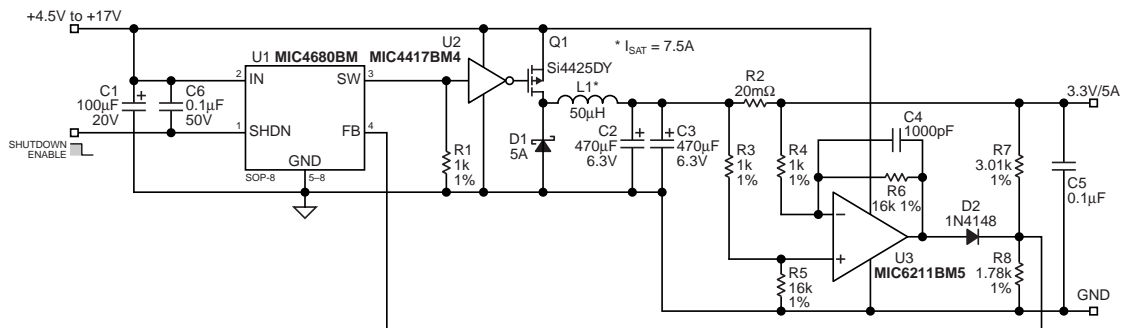 +4.5V to +17V
U2
Q1
* ISAT = 7.5A
U1 MIC4680BM
MIC4417BM4
Si4425DY
2
IN
SW
3
L1*
50µH
R2
20mΩ
3.3V/5A
C1
100µF
20V
+
C6
0.1µF
50V
1
SHDN
FB
4
SHUTDOWN
ENABLE
GND
SOP-8
5–8
R1
1k
1%
D1
5A
C2
470µF
6.3V
+
C3
470µF
6.3V
+
R3
1k
1%
R4
1k
1%
C4
1000pF
R6
16k 1%
R7
3.01k
1%
C5
0.1µF
D2
1N4148
−
+
U3
MIC6211BM5
R5
16k
1%
R8
1.78k
1%
GND